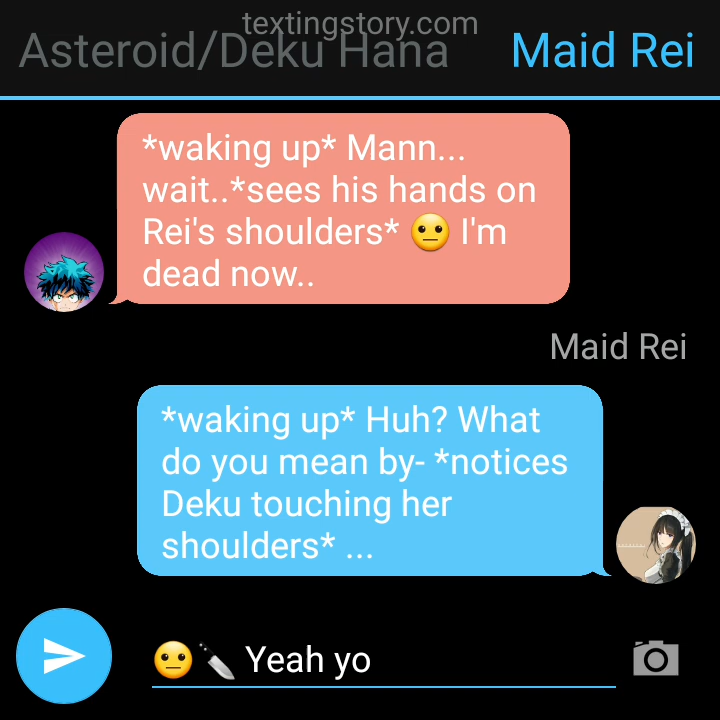 textingstory.com
Asteroid/Deku Hana
Maid Rei
*waking up* Mann...
wait..*sees his hands on
Rei's shoulders* 😐 I'm
dead now..
Maid Rei
*waking up* Huh? What
do you mean by- *notices
Deku touching her
shoulders* ...
😐🔪 Yeah yo